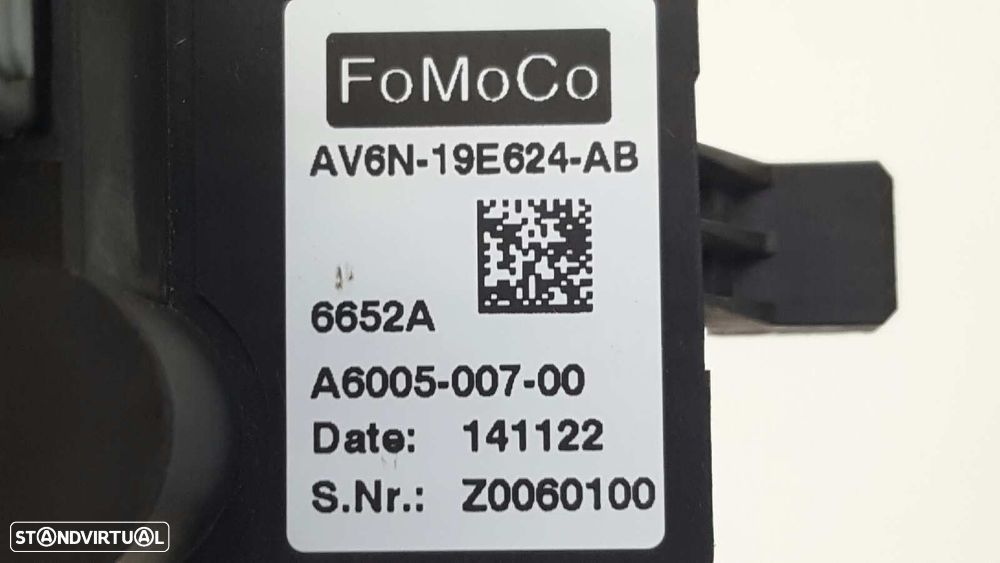 FoMoCo
AV6N-19E624-AB
6652A
A6005-007-00
Date: 141122
S.Nr.: Z0060100
STANDVIRTUAL